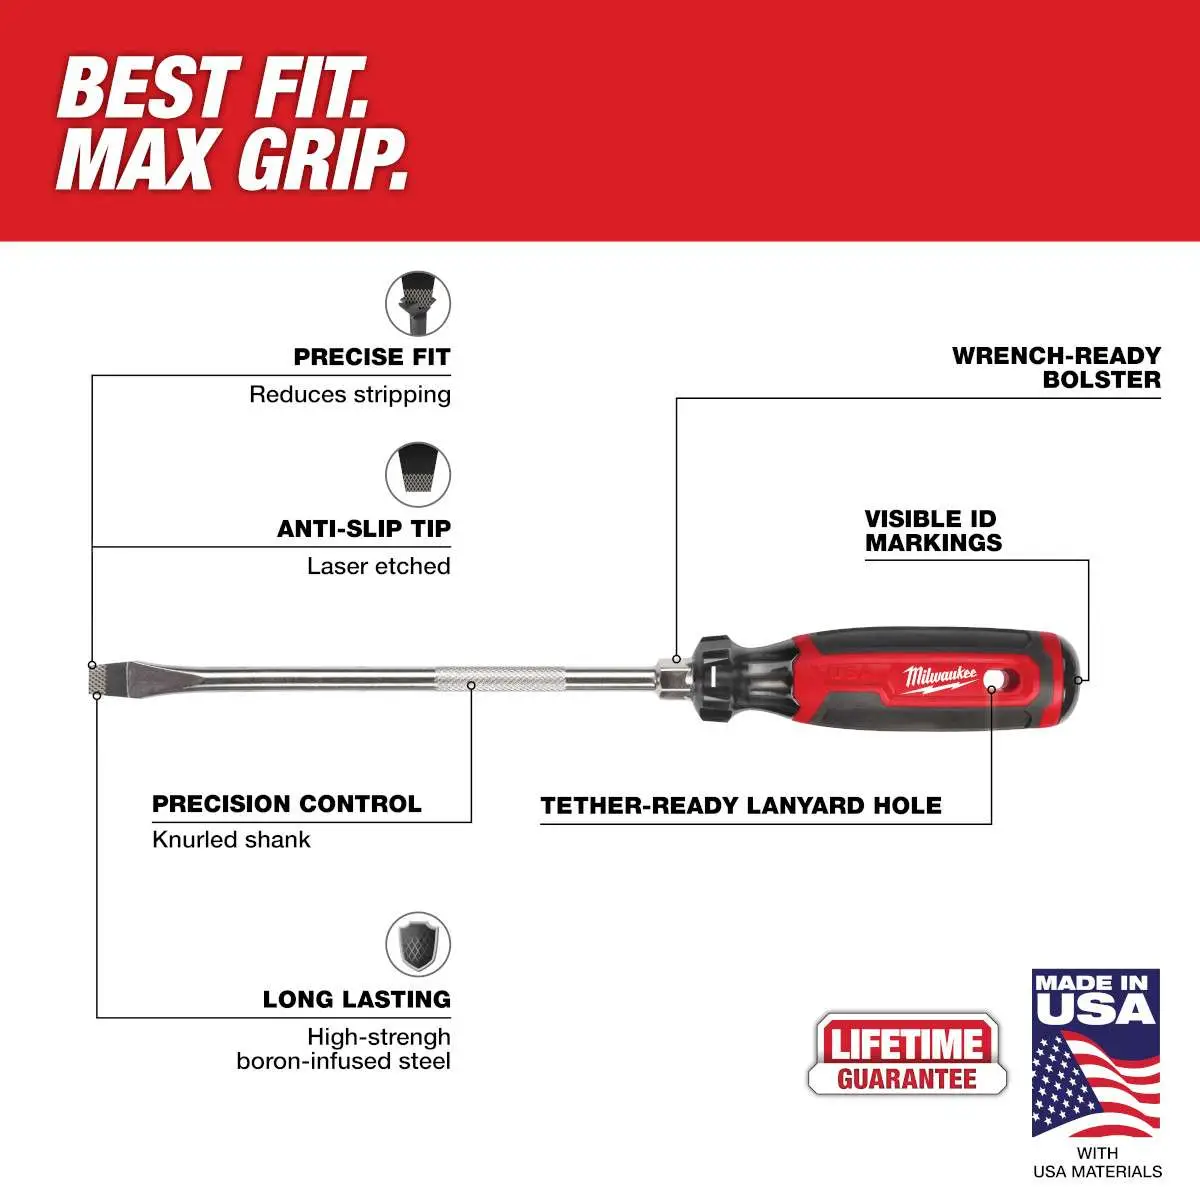 BEST FIT.
MAX GRIP.
PRECISE FIT
Reduces stripping
WRENCH-READY
BOLSTER
ANTI-SLIP TIP
Laser etched
VISIBLE ID
MARKINGS
USA
Milwaukee
PRECISION CONTROL
Knurled shank
TETHER-READY LANYARD HOLE
LONG LASTING
High-strengh
boron-infused steel
LIFETIME
GUARANTEE
MADE IN
USA
WITH
USA MATERIALS